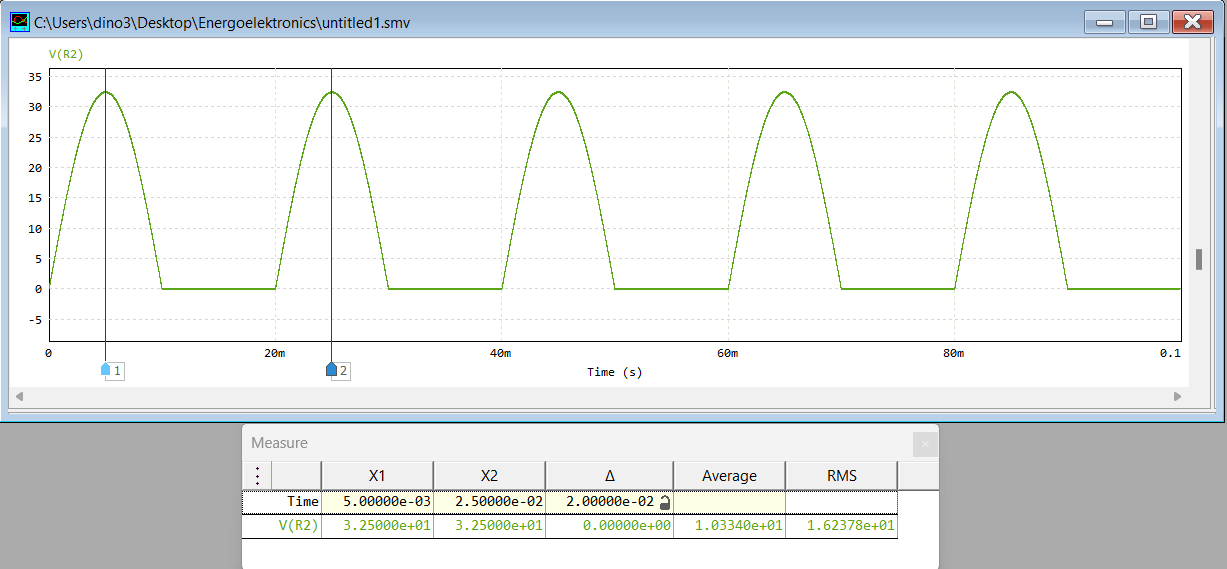 C:\Users\dino3\Desktop\Energoelektronics\untitled1.smv
V(R2)
35
30
25
20
15
10
5
0
-5
0 20m 40m 60m 80m 0.1
1 2
Time (s)
Measure
X1 X2 Δ Average RMS
Time 5.00000e-03 2.50000e-02 2.00000e-02
V(R2) 3.25000e+01 3.25000e+01 0.00000e+00 1.03340e+01 1.62378e+01